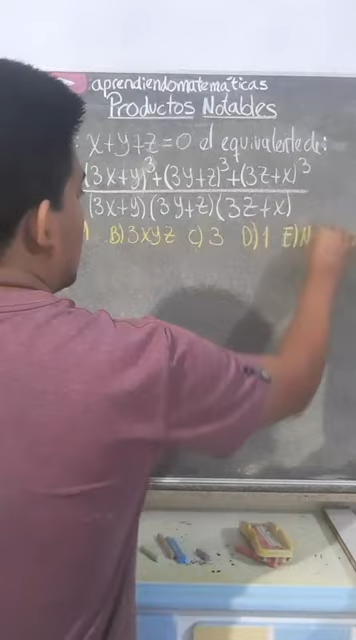 aprendiendomatemáticas
Productos Notables
: x+y+z=0 el equivalente de:
(3x+y)³+(3y+z)³+(3z+x)³
(3x+y)(3y+z)(3z+x)
B)3xyz C)3 D)1 E)N